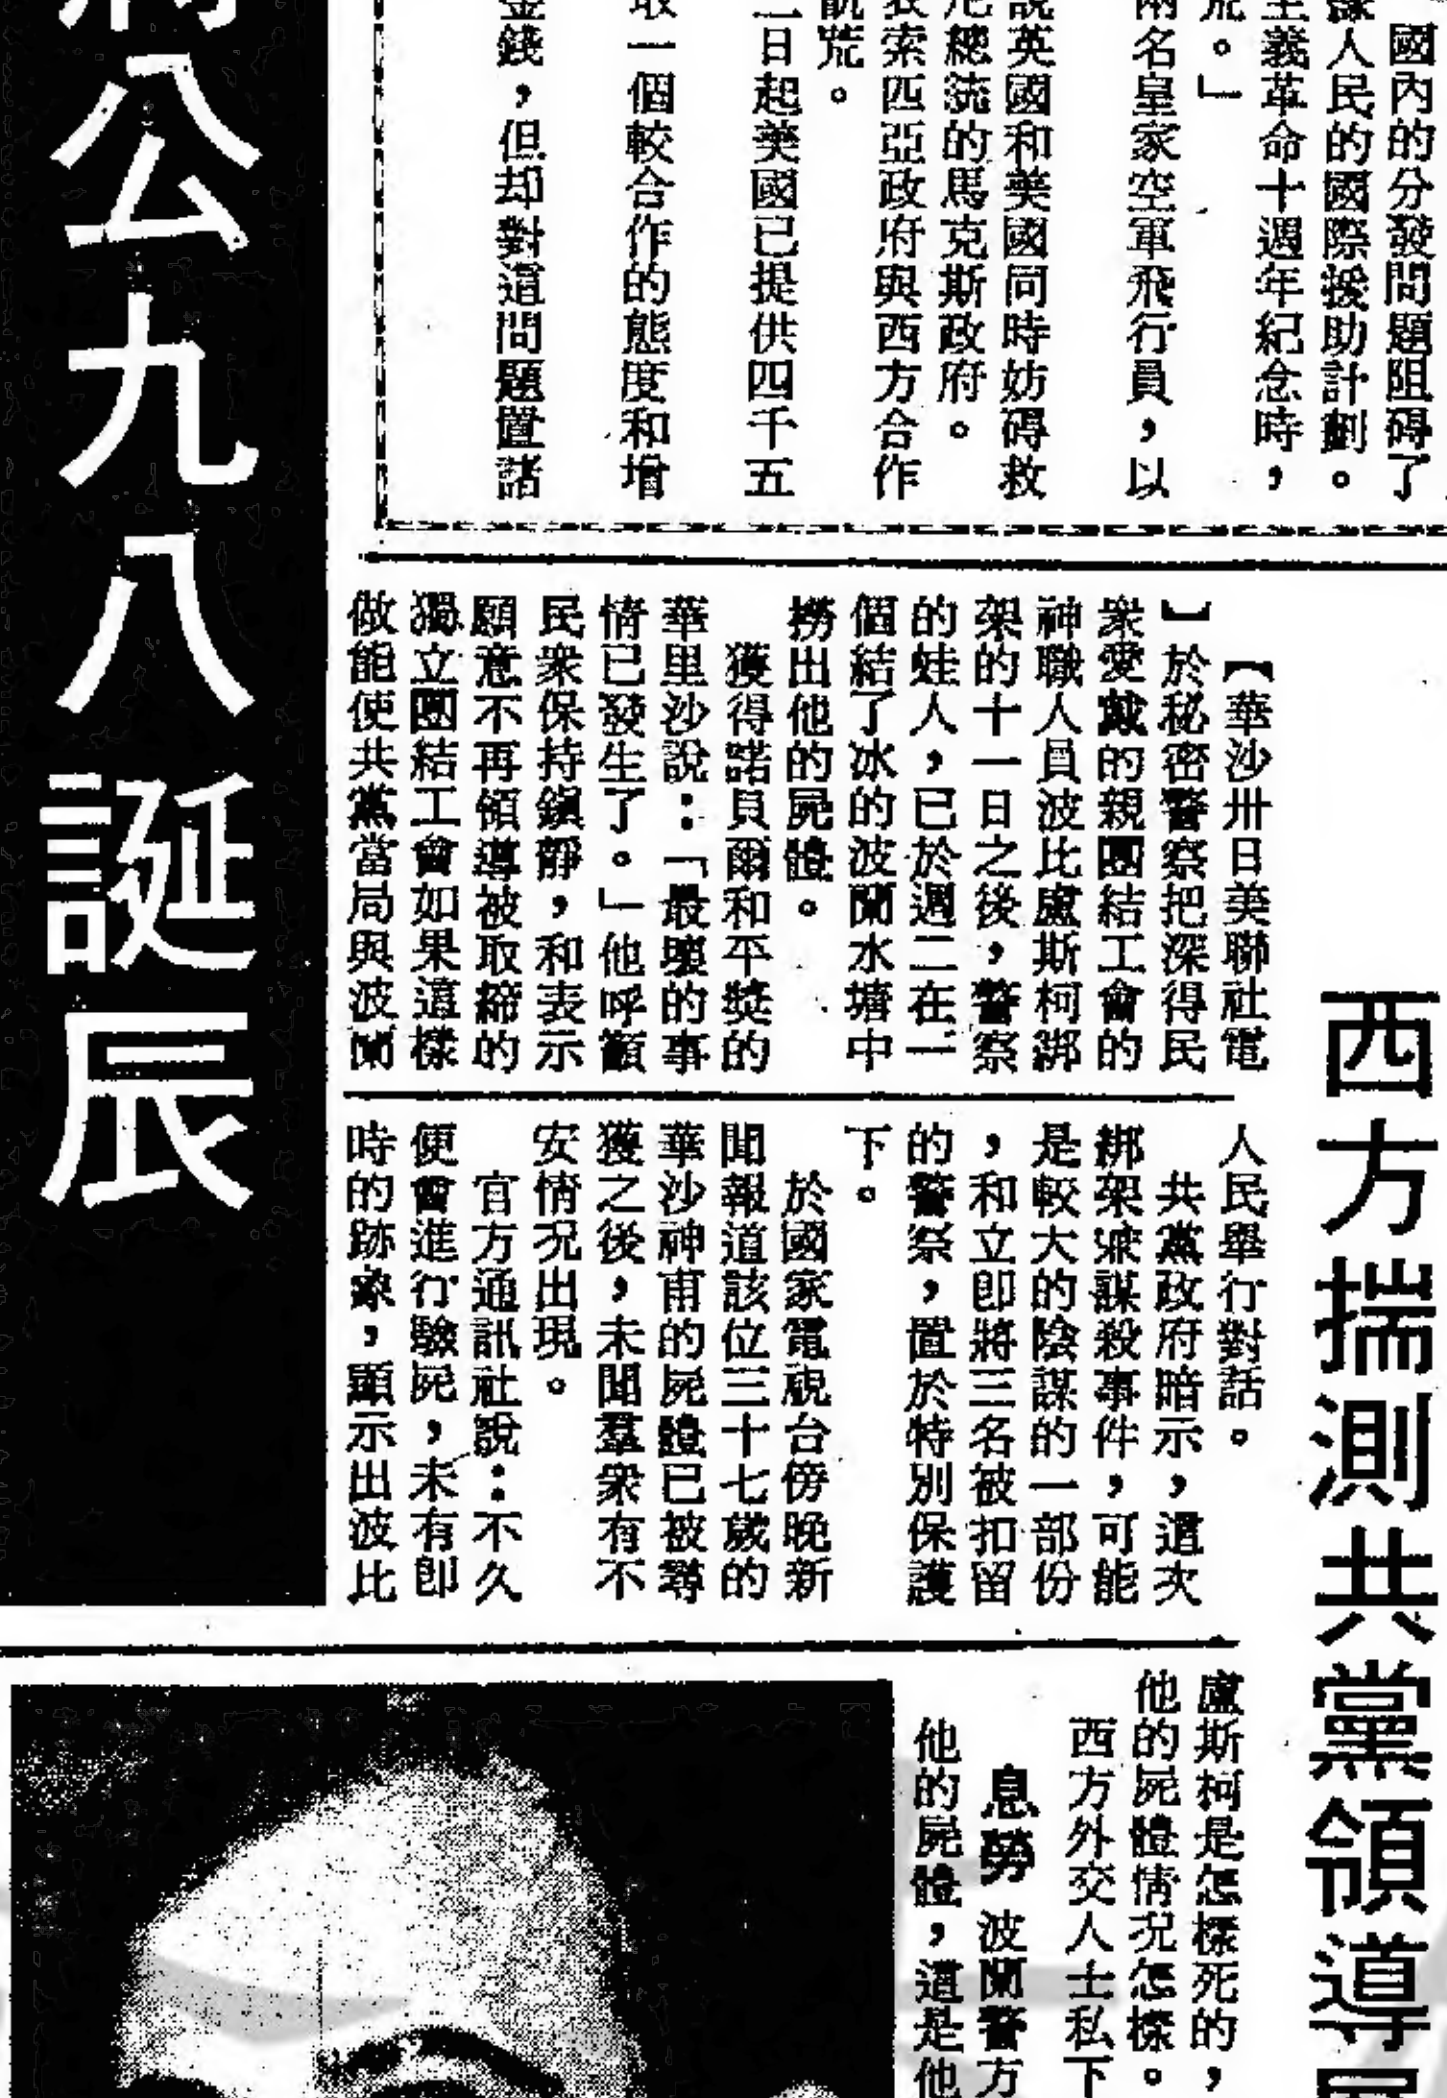 國內的分發問題阻碍了
人民的國際援助計劃。
主義革命十週年紀念時，
荒。」
兩名皇家空軍飛行員，以
說英國和美國同時妨碍救
尼總統的馬克斯政府。
衣索匹亞政府與西方合作
飢荒。
日起美國已提供四千五
取一個較合作的態度和增
金錢，但却對這問題置諸
西方揣測共黨領導
【華沙卅日美聯社電
】於秘密警察把深得民
衆愛戴的親團結工會的
神職人員波比盧斯柯綁
架的十一日之後，警察
的蛙人，已於週二在一
個結了冰的波蘭水塘中
撈出他的屍體。
獲得諾貝爾和平獎的
華里沙說：「最壞的事
情已發生了。」他呼籲
民衆保持鎭靜，和表示
願意不再領導被取締的
獨立團結工會如果這樣
做能使共黨當局與波蘭
人民舉行對話。
共黨政府暗示，這次
綁架兼謀殺事件，可能
是較大的陰謀的一部份
，和立卽將三名被扣留
的警察，置於特別保護
下。
於國家電視台傍晚新
聞報道該位三十七歲的
華沙神甫的屍體已被尋
獲之後，未聞羣衆有不
安情況出現。
官方通訊社說：不久
便會進行驗屍，未有卽
時的跡象，顯示出波比
盧斯柯是怎樣死的，
他的屍體情況怎樣。
西方外交人士私下
息勞
波蘭警方
他的屍體，這是他
公九八誕辰